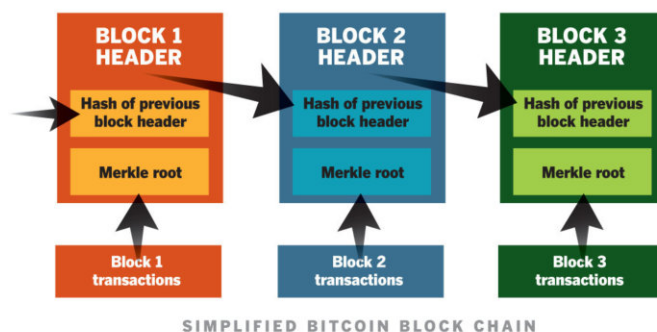 BLOCK 1
HEADER
Hash of previous
block header
Merkle root
Block 1
transactions
BLOCK 2
HEADER
Hash of previous
block header
Merkle root
Block 2
transactions
BLOCK 3
HEADER
Hash of previous
block header
Merkle root
Block 3
transactions
SIMPLIFIED BITCOIN BLOCK CHAIN